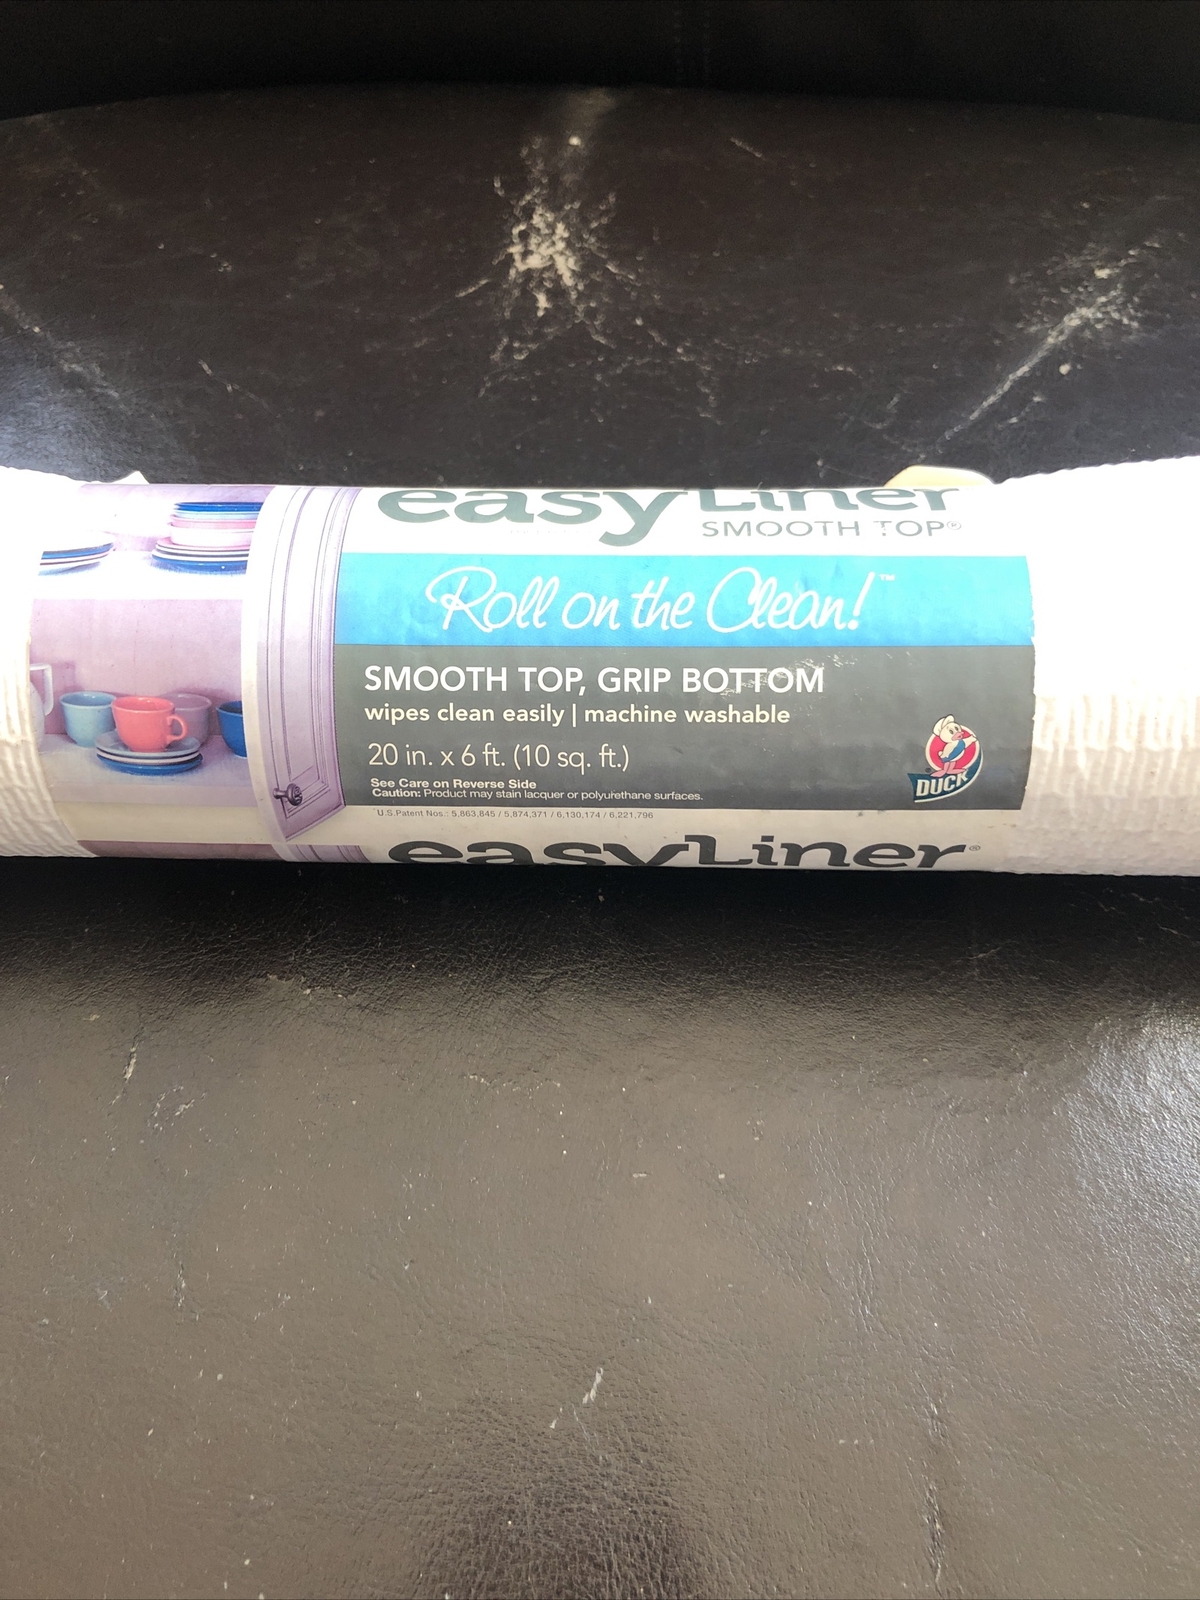 easyLiner
SMOOTH TOP®
Roll on the Clean!™
SMOOTH TOP, GRIP BOTTOM
wipes clean easily | machine washable
20 in. x 6 ft. (10 sq. ft.)
See Care on Reverse Side
Caution: Product may stain lacquer or polyurethane surfaces.
DUCK
U.S.Patent Nos.: 5,863,845 / 5,874,371 / 6,130,174 / 6,221,796
easyLiner®